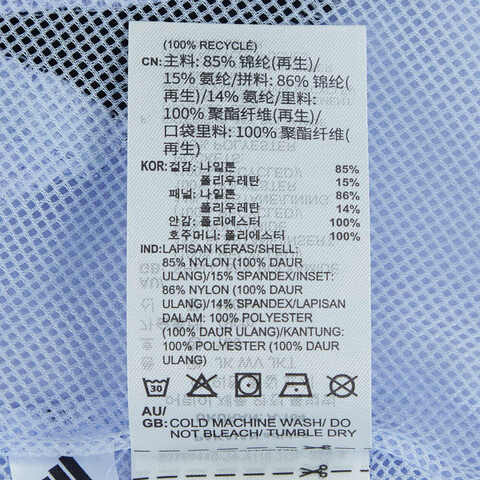 (100% RECYCLÉ)
CN:主料: 85% 锦纶(再生)/
15% 氨纶/拼料: 86% 锦纶(
再生)/14% 氨纶/里料:
100% 聚酯纤维(再生)/
口袋里料: 100% 聚酯纤维(
再生)
KOR:겉감: 나일론 85%
폴리우레탄 15%
패널: 나일론 86%
폴리우레탄 14%
안감: 폴리에스터 100%
호주머니: 폴리에스터 100%
IND:LAPISAN KERAS/SHELL:
85% NYLON (100% DAUR
ULANG)/15% SPANDEX/INSET:
86% NYLON (100% DAUR
ULANG)/14% SPANDEX/LAPISAN
DALAM: 100% POLYESTER
(100% DAUR ULANG)/KANTUNG:
100% POLYESTER (100% DAUR
ULANG)
30
AU/
GB: COLD MACHINE WASH/ DO
NOT BLEACH/ TUMBLE DRY